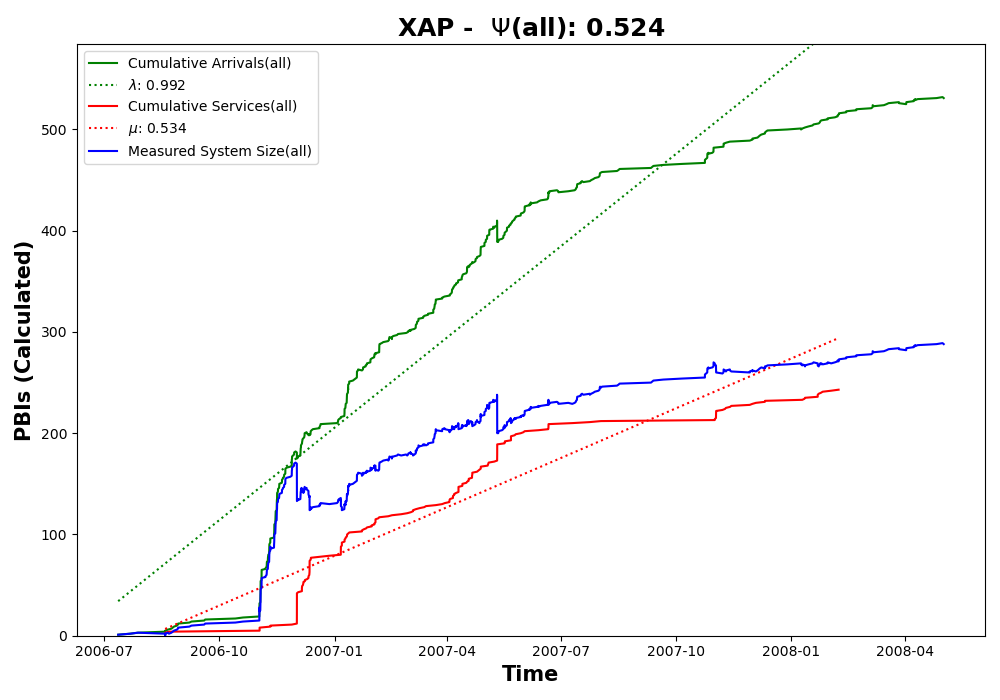 XAP - Ψ(all): 0.524
Cumulative Arrivals(all)
λ: 0.992
Cumulative Services(all)
μ: 0.534
Measured System Size(all)
PBIs (Calculated)
500
400
300
200
100
0
2006-07 2006-10 2007-01 2007-04 2007-07 2007-10 2008-01 2008-04
Time